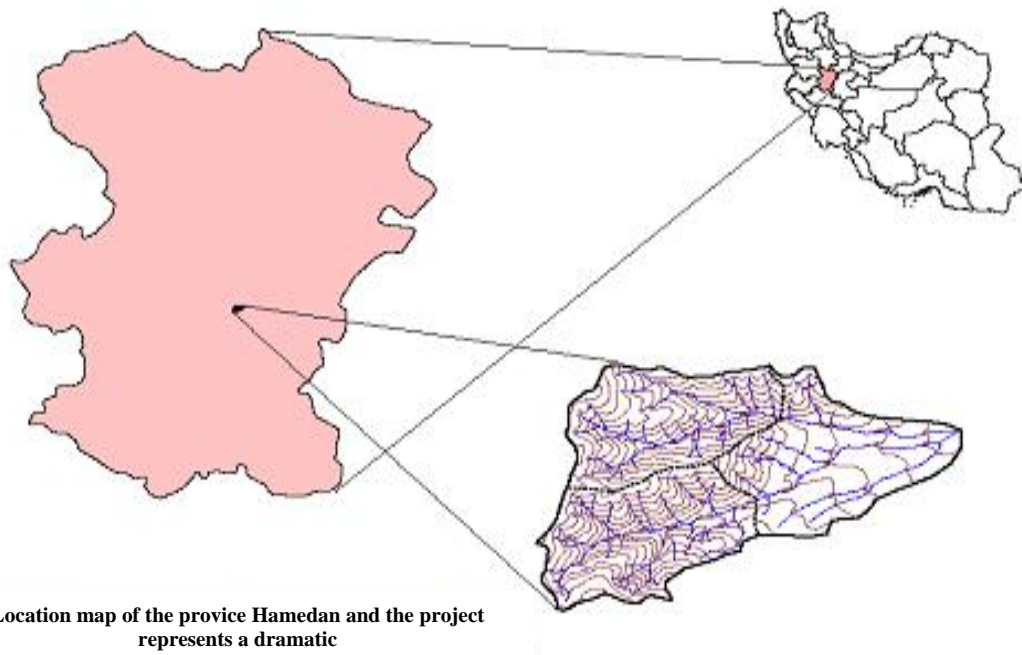 Location map of the provice Hamedan and the project
represents a dramatic